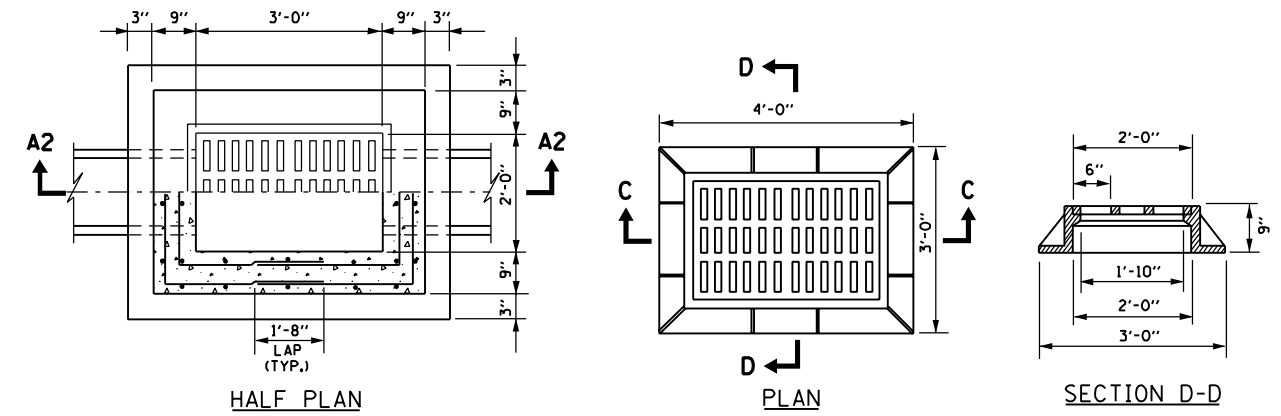 3'' 9'' 3'-0'' 9'' 3''
3''
9''
2'-0''
9''
3''
A2 A2
1'-8''
LAP
(TYP.)
HALF PLAN
D
4'-0''
C C
3'-0''
D
PLAN
2'-0''
6''
9''
1'-10''
2'-0''
3'-0''
SECTION D-D